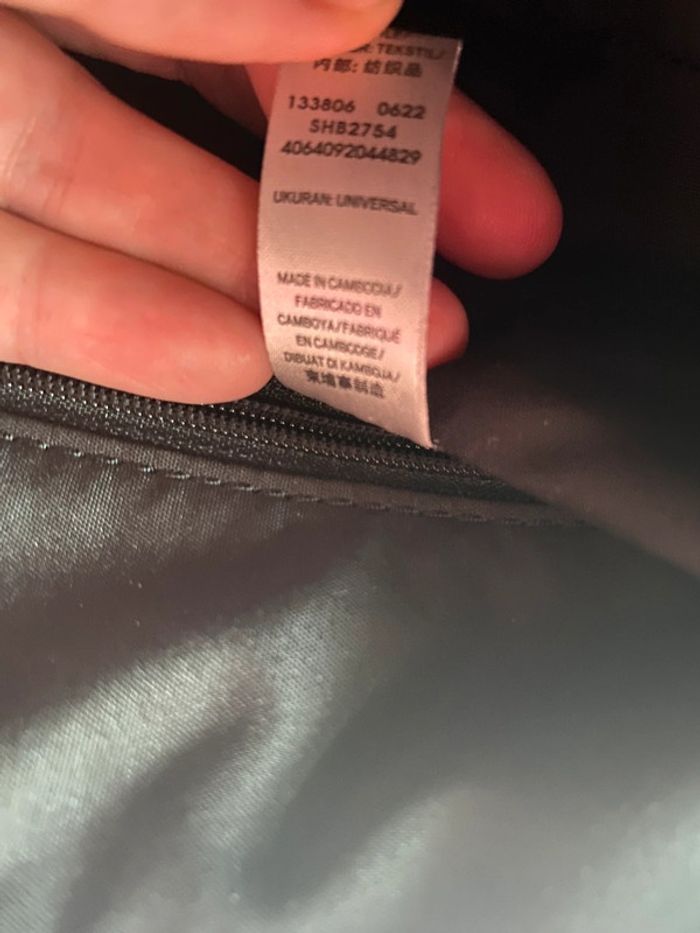 TEKSTIL/
内部: 纺织品
133806 0622
SHB2754
4064092044829
UKURAN: UNIVERSAL
MADE IN CAMBODIA/
FABRICADO EN
CAMBOYA/FABRIQUÉ
EN CAMBODGE/
DIBUAT DI KAMBOJA/
柬埔寨制造